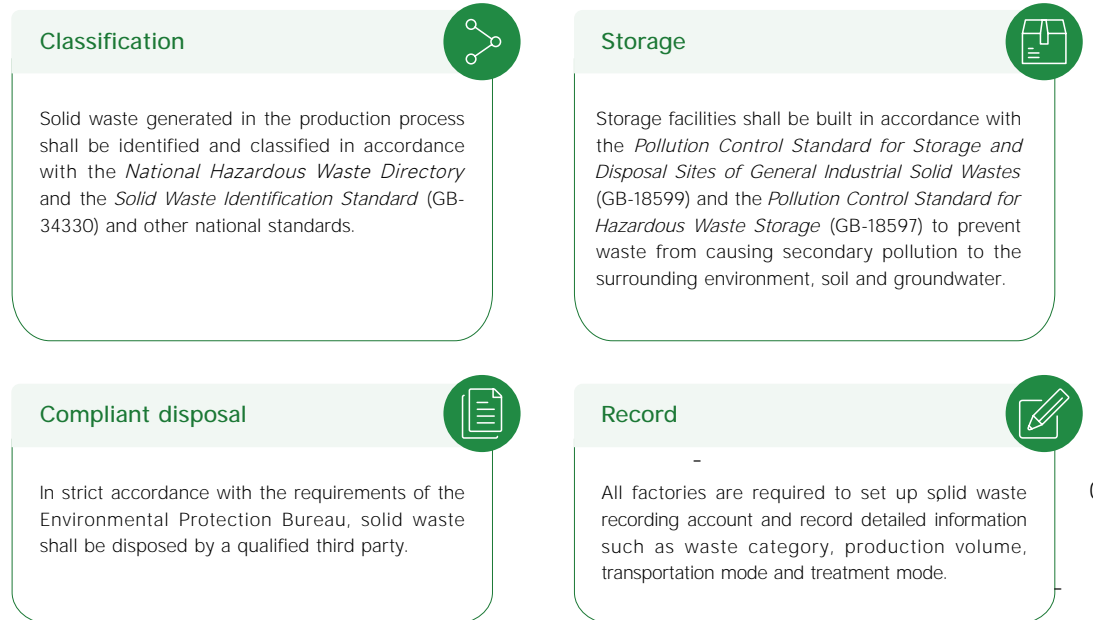 Classification
Solid waste generated in the production process
shall be identified and classified in accordance
with the National Hazardous Waste Directory
and the Solid Waste Identification Standard (GB-
34330) and other national standards.
Storage
Storage facilities shall be built in accordance with
the Pollution Control Standard for Storage and
Disposal Sites of General Industrial Solid Wastes
(GB-18599) and the Pollution Control Standard for
Hazardous Waste Storage (GB-18597) to prevent
waste from causing secondary pollution to the
surrounding environment, soil and groundwater.
Compliant disposal
In strict accordance with the requirements of the
Environmental Protection Bureau, solid waste
shall be disposed by a qualified third party.
Record
All factories are required to set up solid waste
recording account and record detailed information
such as waste category, production volume,
transportation mode and treatment mode.